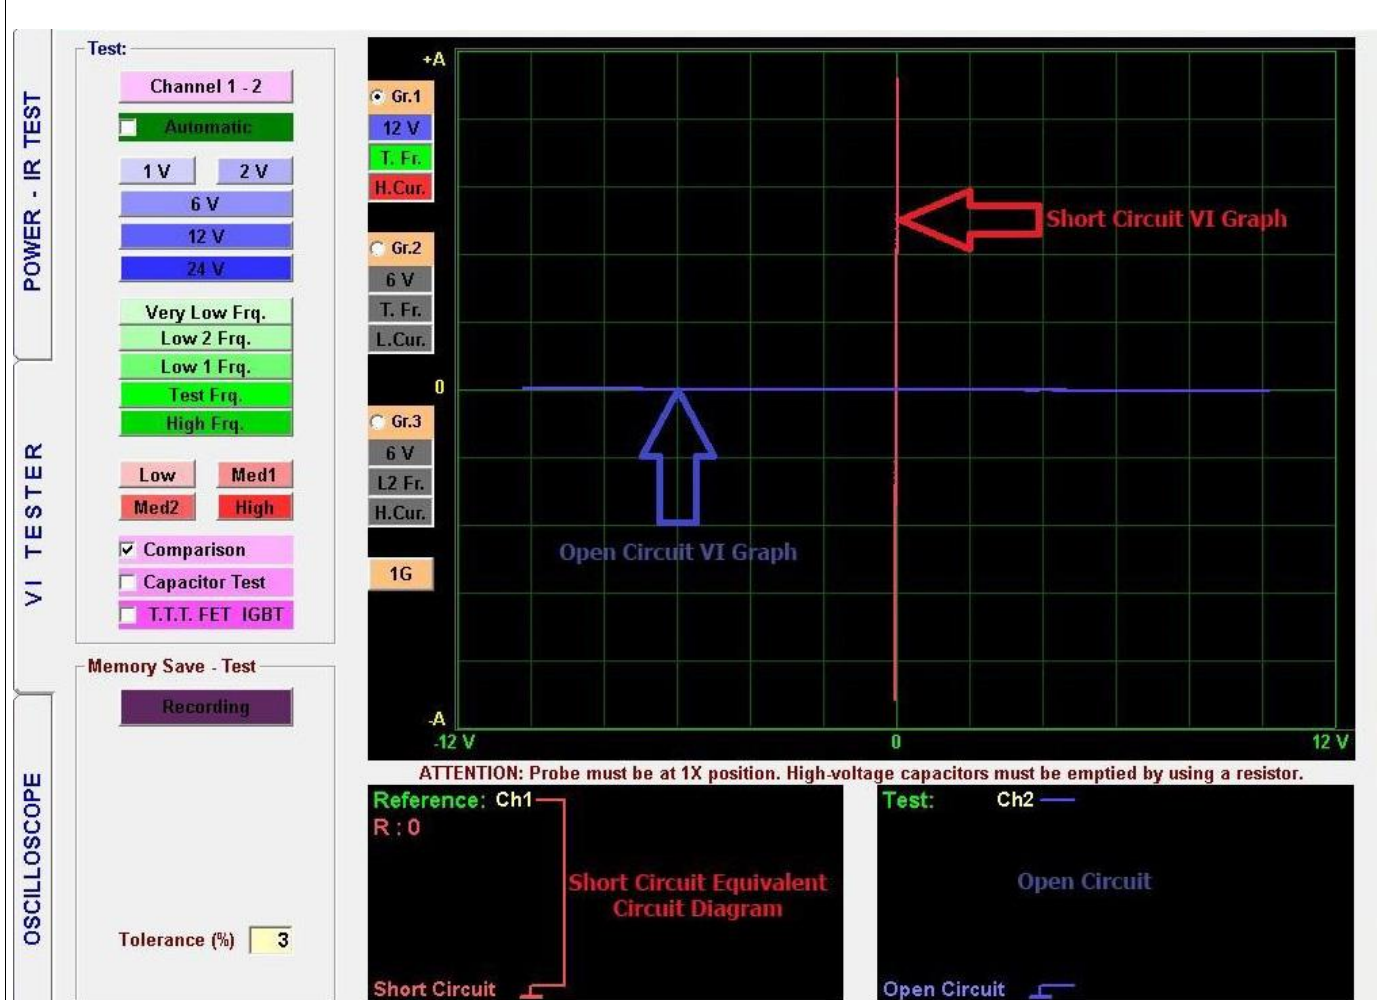 POWER - IR TEST
VI TESTER
OSCILLOSCOPE
Test:
Channel 1 - 2
Automatic
1 V 2 V
6 V
12 V
24 V
Very Low Frq.
Low 2 Frq.
Low 1 Frq.
Test Frq.
High Frq.
Low Med1
Med2 High
Comparison
Capacitor Test
T.T.T. FET IGBT
Memory Save - Test
Recording
Tolerance (%) 3
+A
Gr.1
12 V
T. Fr.
H.Cur.
Gr.2
6 V
T. Fr.
L.Cur.
0
Gr.3
6 V
L2 Fr.
H.Cur.
1G
-A
-12 V 0 12 V
Short Circuit VI Graph
Open Circuit VI Graph
ATTENTION: Probe must be at 1X position. High-voltage capacitors must be emptied by using a resistor.
Reference: Ch1
R : 0
Short Circuit Equivalent
Circuit Diagram
Short Circuit
Test: Ch2
Open Circuit
Open Circuit